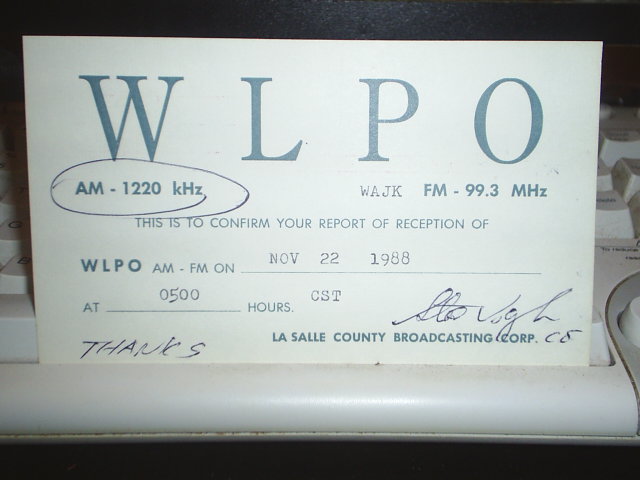 WLPO
AM - 1220 kHz WAJK FM - 99.3 MHz
THIS IS TO CONFIRM YOUR REPORT OF RECEPTION OF
WLPO AM - FM ON NOV 22 1988
AT 0500 HOURS. CST
LA SALLE COUNTY BROADCASTING CORP. CE
THANKS